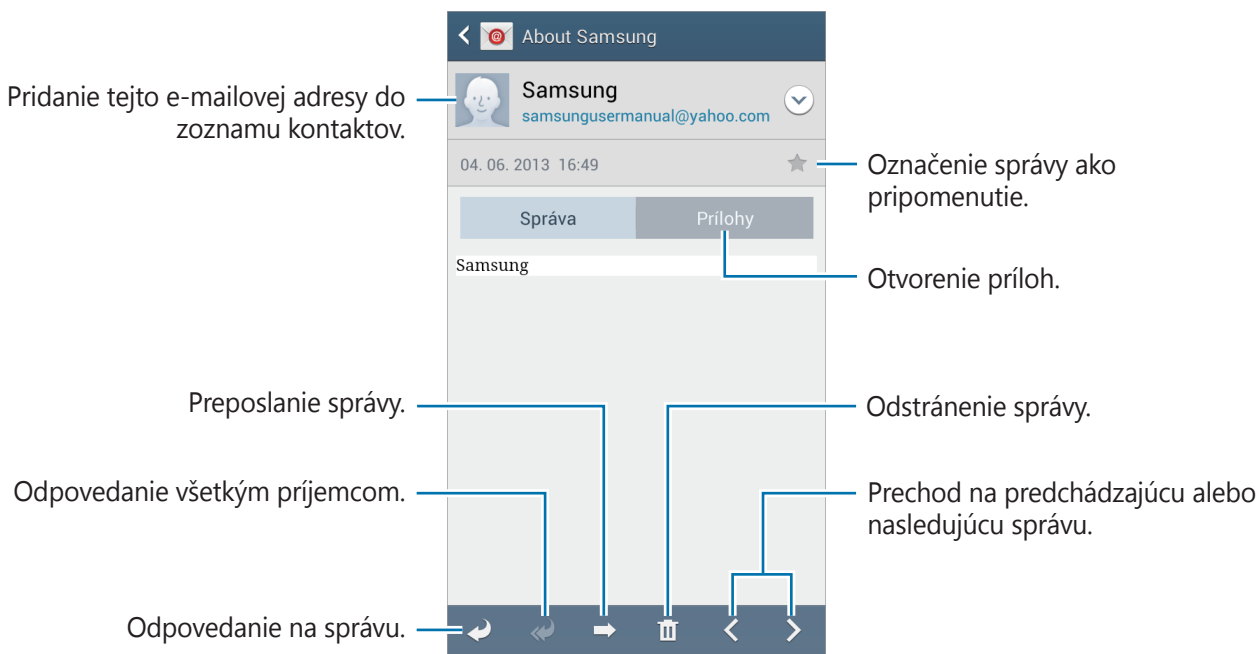 About Samsung
Pridanie tejto e-mailovej adresy do
zoznamu kontaktov.
Samsung
samsungusermanual@yahoo.com
04. 06. 2013 16:49
Označenie správy ako
pripomenutie.
Správa
Prílohy
Samsung
Otvorenie príloh.
Preposlanie správy.
Odstránenie správy.
Odpovedanie všetkým príjemcom.
Prechod na predchádzajúcu alebo
nasledujúcu správu.
Odpovedanie na správu.